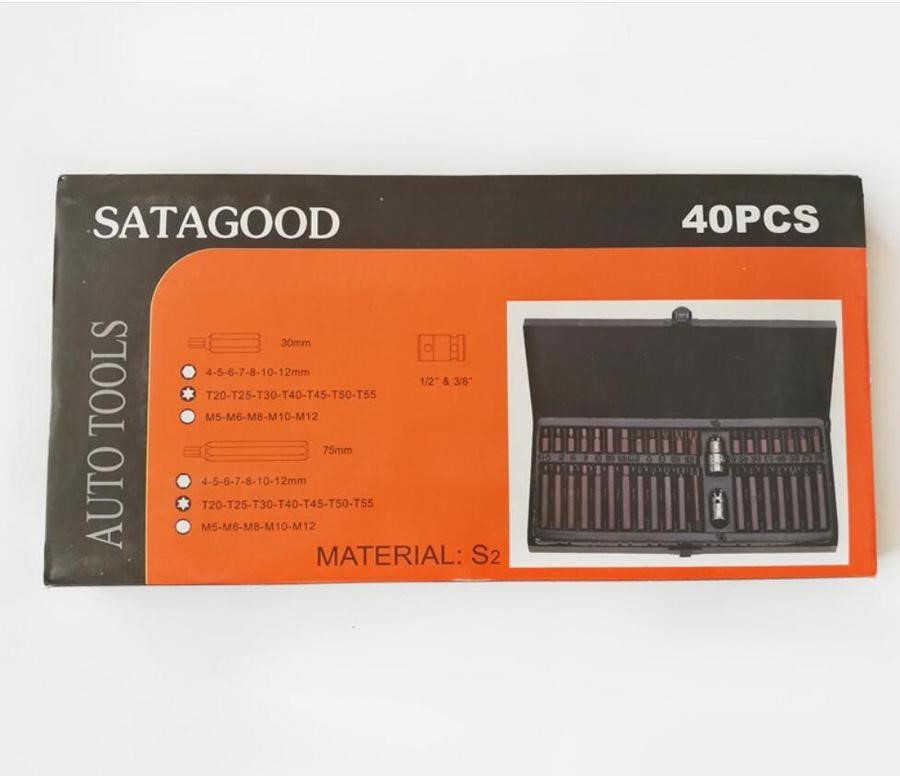 SATAGOOD
40PCS
AUTO TOOLS
30mm
4-5-6-7-8-10-12mm
T20-T25-T30-T40-T45-T50-T55
M5-M6-M8-M10-M12
1/2" & 3/8"
75mm
4-5-6-7-8-10-12mm
T20-T25-T30-T40-T45-T50-T55
M5-M6-M8-M10-M12
MATERIAL: S2